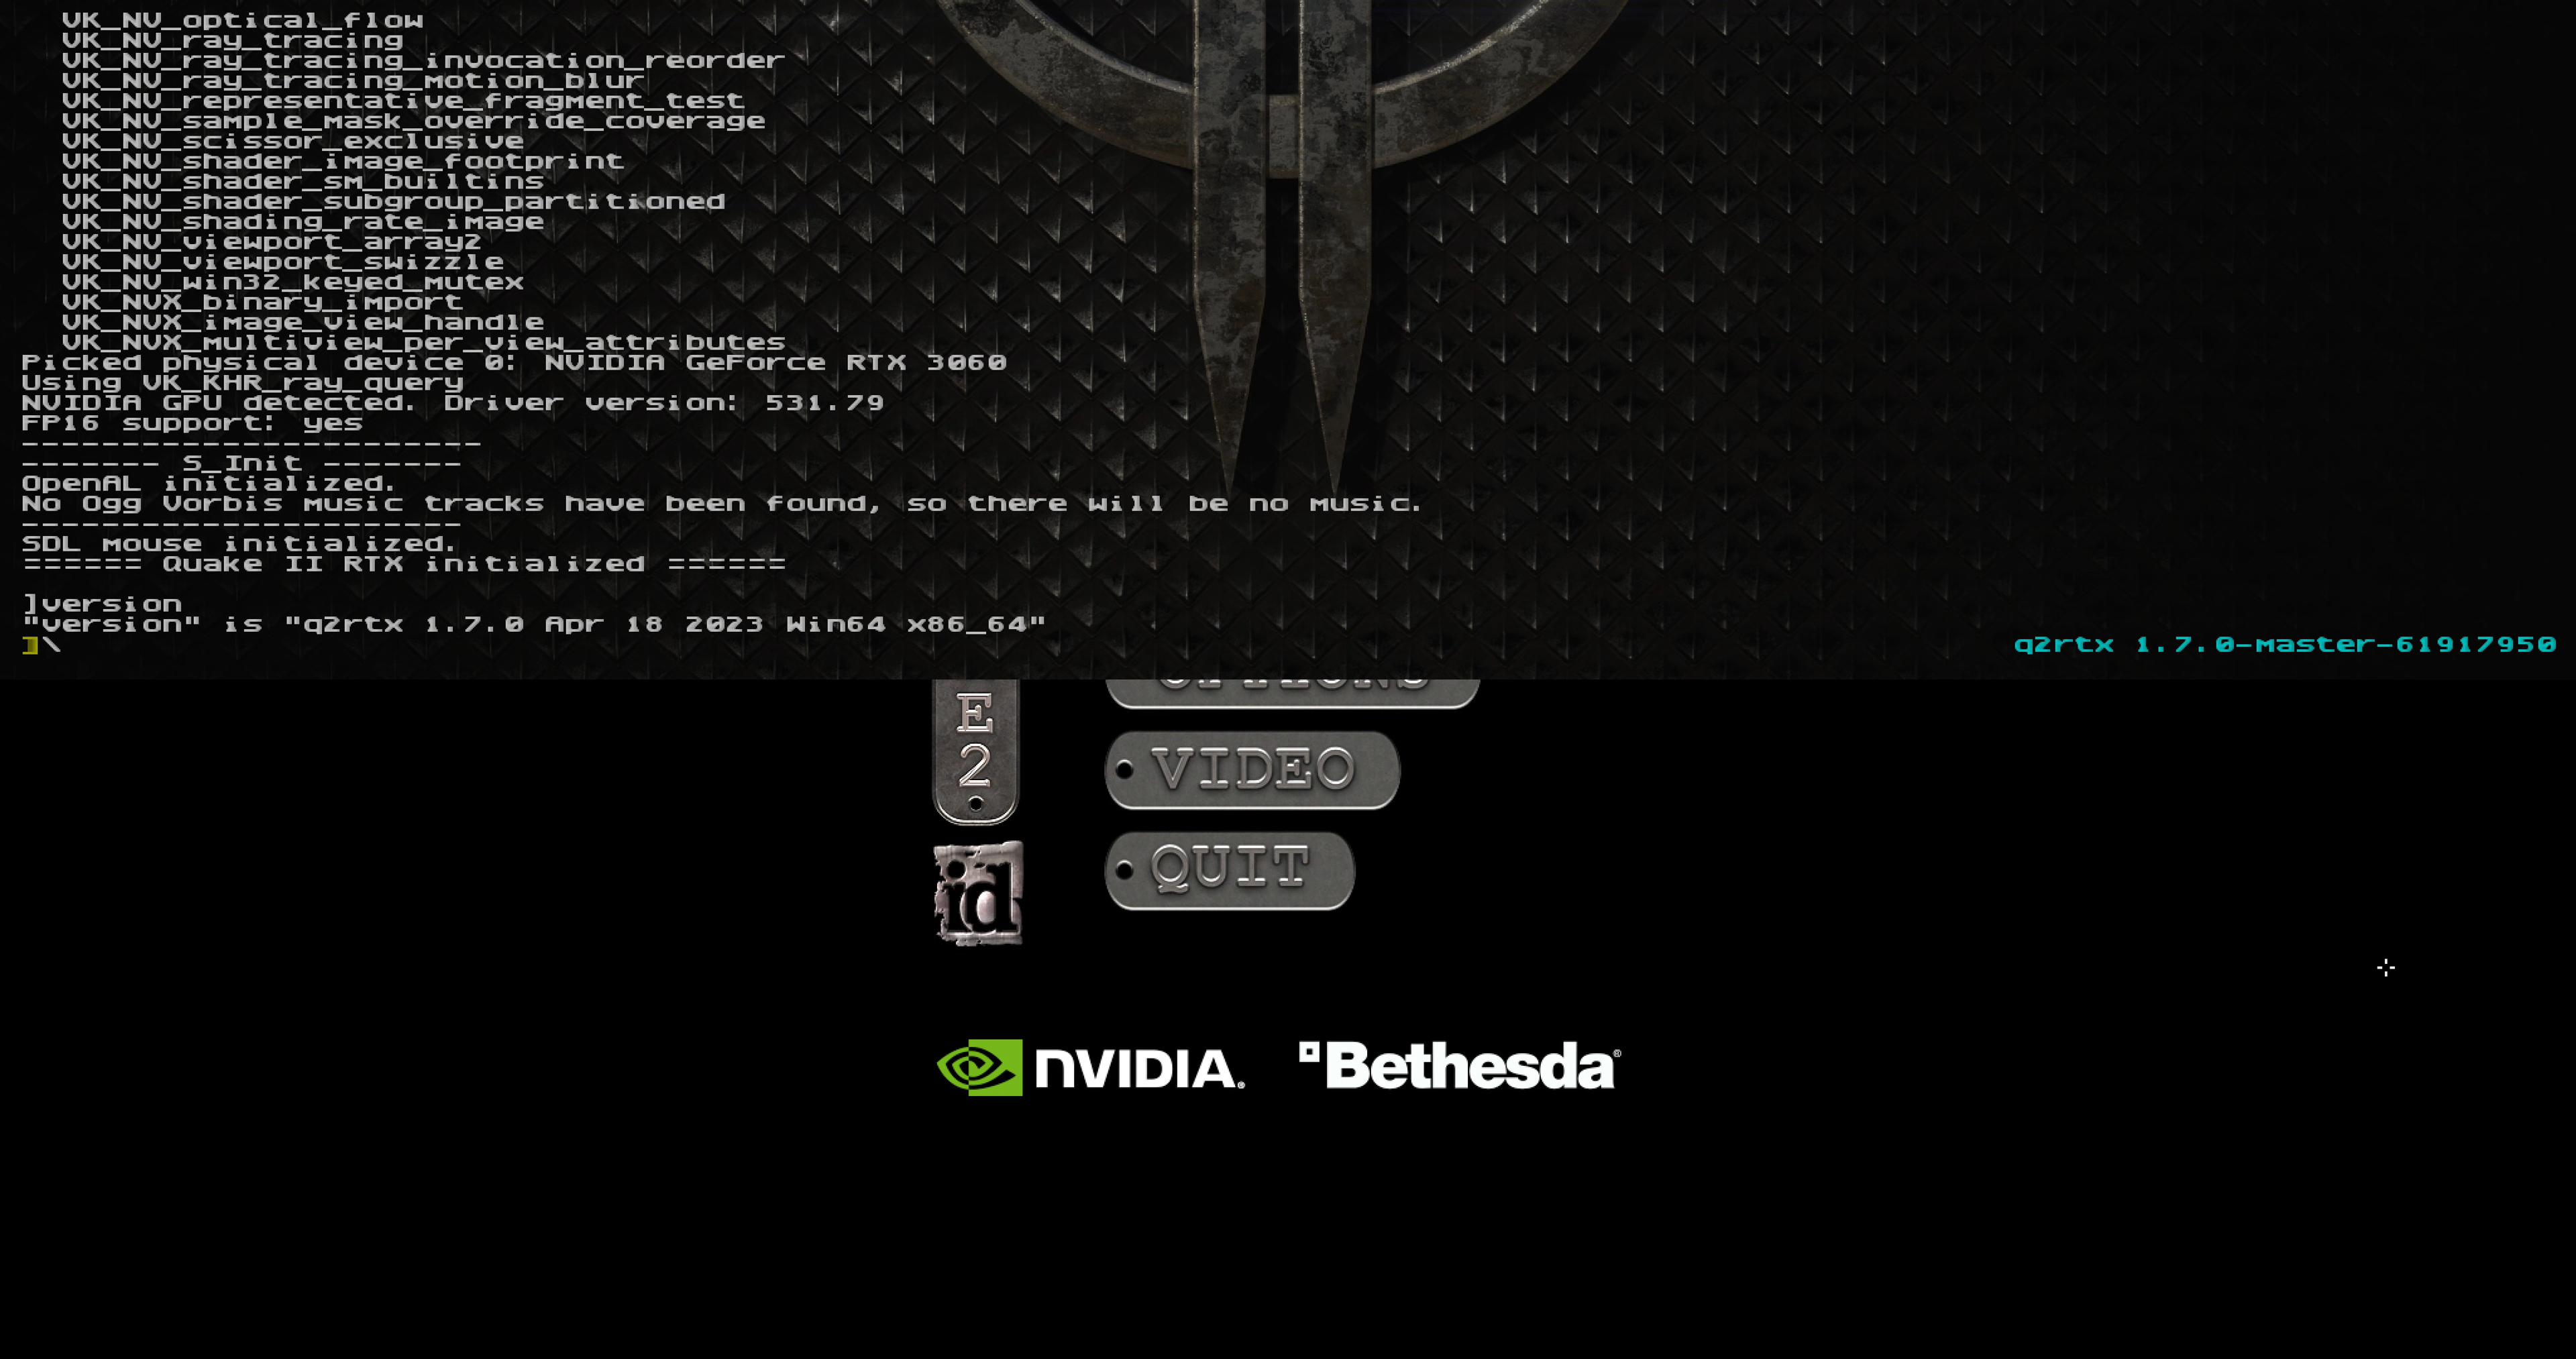 VK_NV_optical_flow
VK_NV_ray_tracing
VK_NV_ray_tracing_invocation_reorder
VK_NV_ray_tracing_motion_blur
VK_NV_representative_fragment_test
VK_NV_sample_mask_override_coverage
VK_NV_scissor_exclusive
VK_NV_shader_image_footprint
VK_NV_shader_sm_builtins
VK_NV_shader_subgroup_partitioned
VK_NV_shading_rate_image
VK_NV_viewport_array2
VK_NV_viewport_swizzle
VK_NV_win32_keyed_mutex
VK_NVX_binary_import
VK_NVX_image_view_handle
VK_NVX_multiview_per_view_attributes
Picked physical device 0: NVIDIA GeForce RTX 3060
Using VK_KHR_ray_query
NVIDIA GPU detected. Driver version: 531.79
FP16 support: yes
-----------------------
------- S_Init -------
OpenAL initialized.
No Ogg Vorbis music tracks have been found, so there will be no music.
----------------------
SDL mouse initialized.
====== Quake II RTX initialized ======
]version
"version" is "q2rtx 1.7.0 Apr 18 2023 Win64 x86_64"
]\
q2rtx 1.7.0-master-61917950
OPTIONS
E
2
VIDEO
QUIT
id
NVIDIA.
Bethesda®